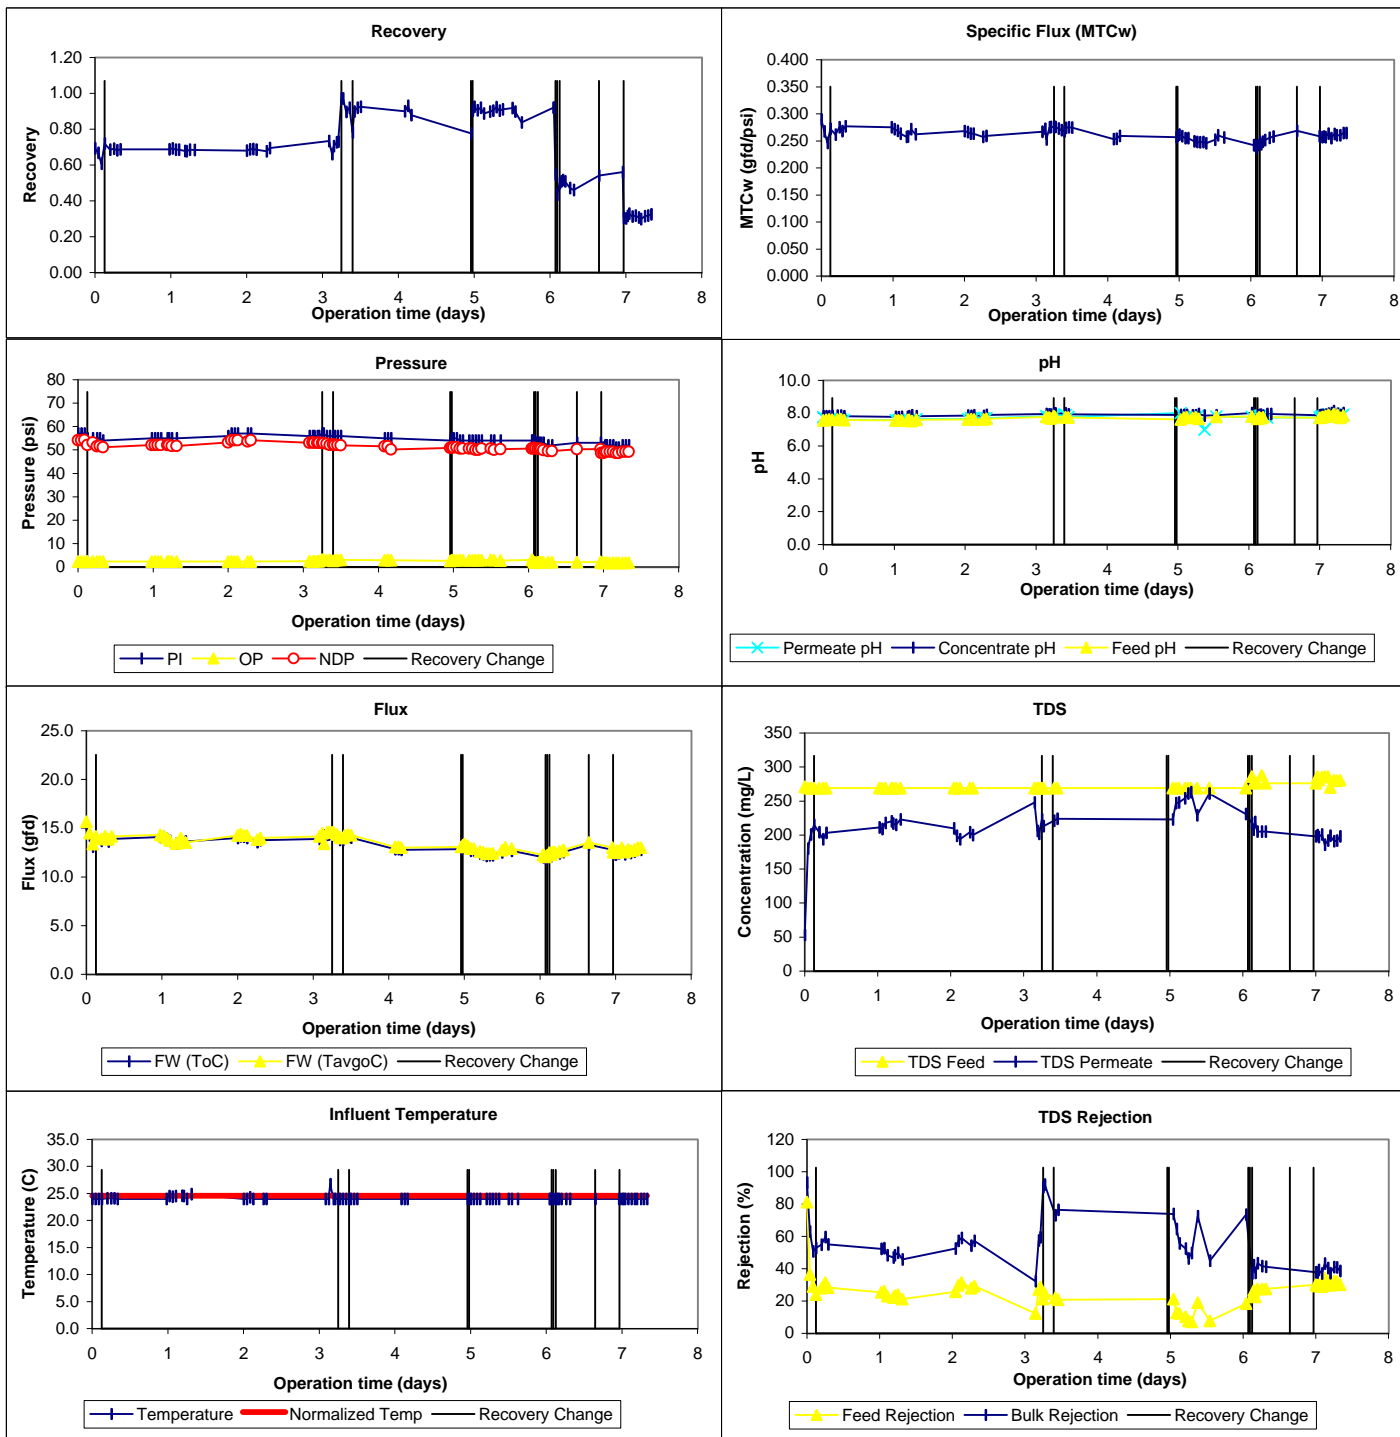 Recovery
1.20
1.00
0.80
0.60
0.40
0.20
0.00
Recovery
0 1 2 3 4 5 6 7 8
Operation time (days)
Specific Flux (MTCw)
0.400
0.350
0.300
0.250
0.200
0.150
0.100
0.050
0.000
MTCw (gfd/psi)
0 1 2 3 4 5 6 7 8
Operation time (days)
Pressure
80
70
60
50
40
30
20
10
0
Pressure (psi)
0 1 2 3 4 5 6 7 8
Operation time (days)
PI OP NDP Recovery Change
pH
10.0
8.0
6.0
4.0
2.0
0.0
pH
0 1 2 3 4 5 6 7 8
Operation time (days)
Permeate pH Concentrate pH Feed pH Recovery Change
Flux
25.0
20.0
15.0
10.0
5.0
0.0
Flux (gfd)
0 1 2 3 4 5 6 7 8
Operation time (days)
FW (ToC) FW (TavgoC) Recovery Change
TDS
350
300
250
200
150
100
50
0
Concentration (mg/L)
0 1 2 3 4 5 6 7 8
Operation time (days)
TDS Feed TDS Permeate Recovery Change
Influent Temperature
35.0
30.0
25.0
20.0
15.0
10.0
5.0
0.0
Temperature (C)
0 1 2 3 4 5 6 7 8
Operation time (days)
Temperature Normalized Temp Recovery Change
TDS Rejection
120
100
80
60
40
20
0
Rejection (%)
0 1 2 3 4 5 6 7 8
Operation time (days)
Feed Rejection Bulk Rejection Recovery Change